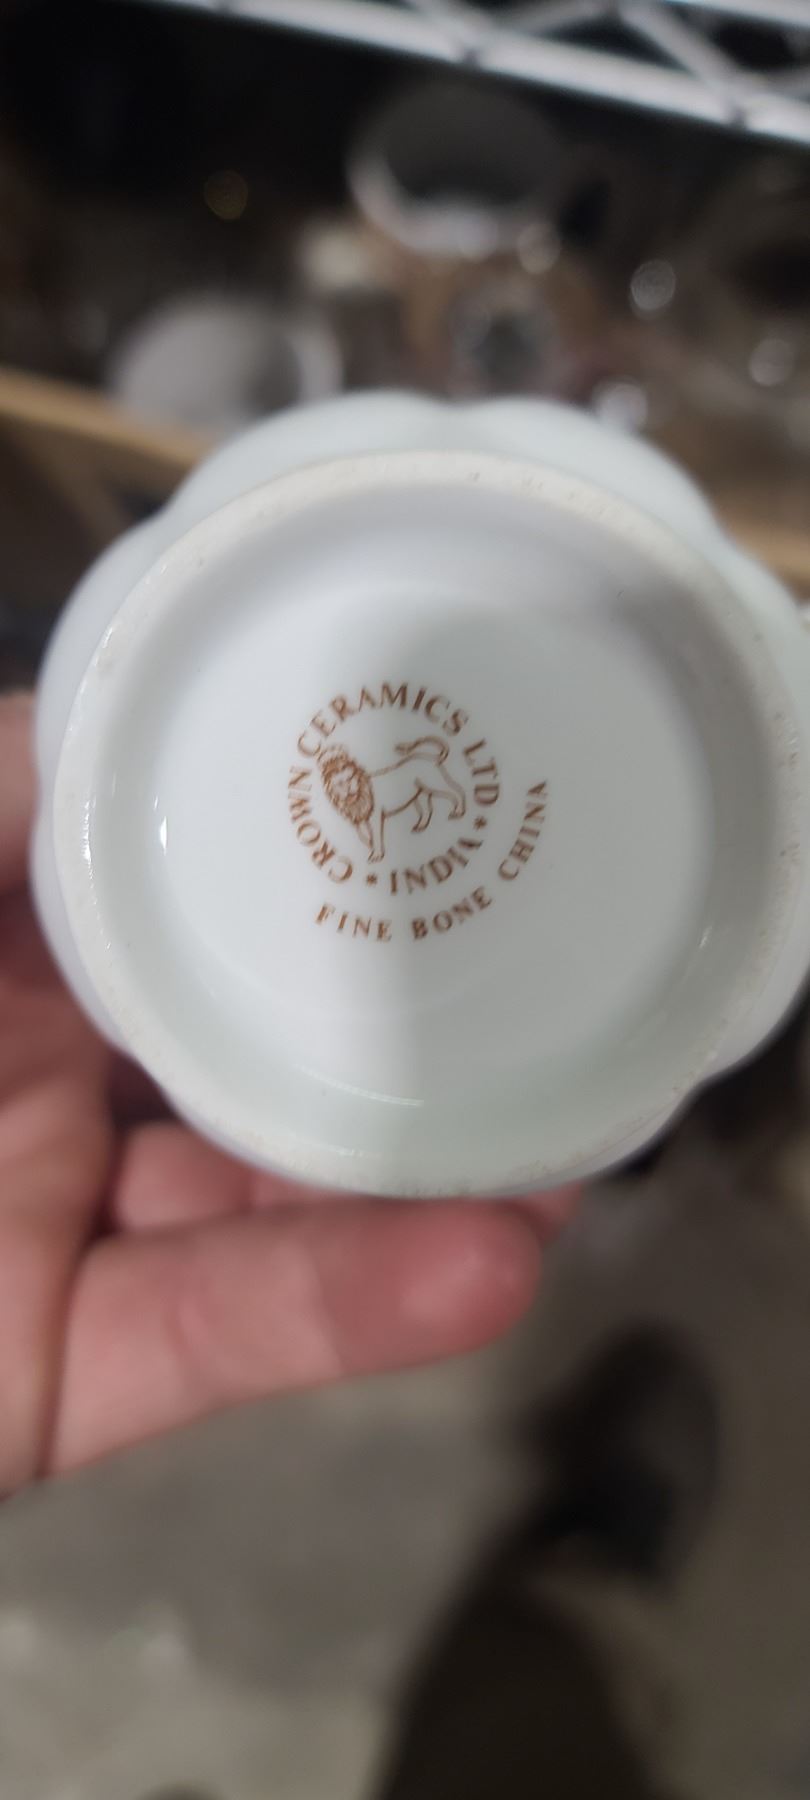 CROWN CERAMICS LTD
* INDIA *
FINE BONE CHINA